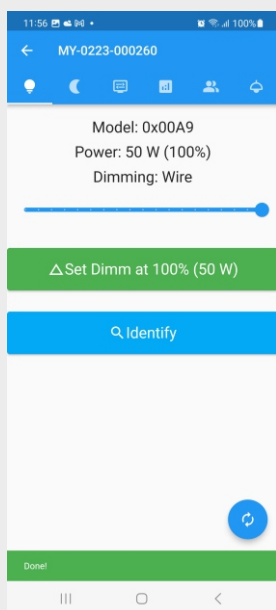 11:56 100%
MY-0223-000260
Model: 0x00A9
Power: 50 W (100%)
Dimming: Wire
Set Dimm at 100% (50 W)
Identify
Done!